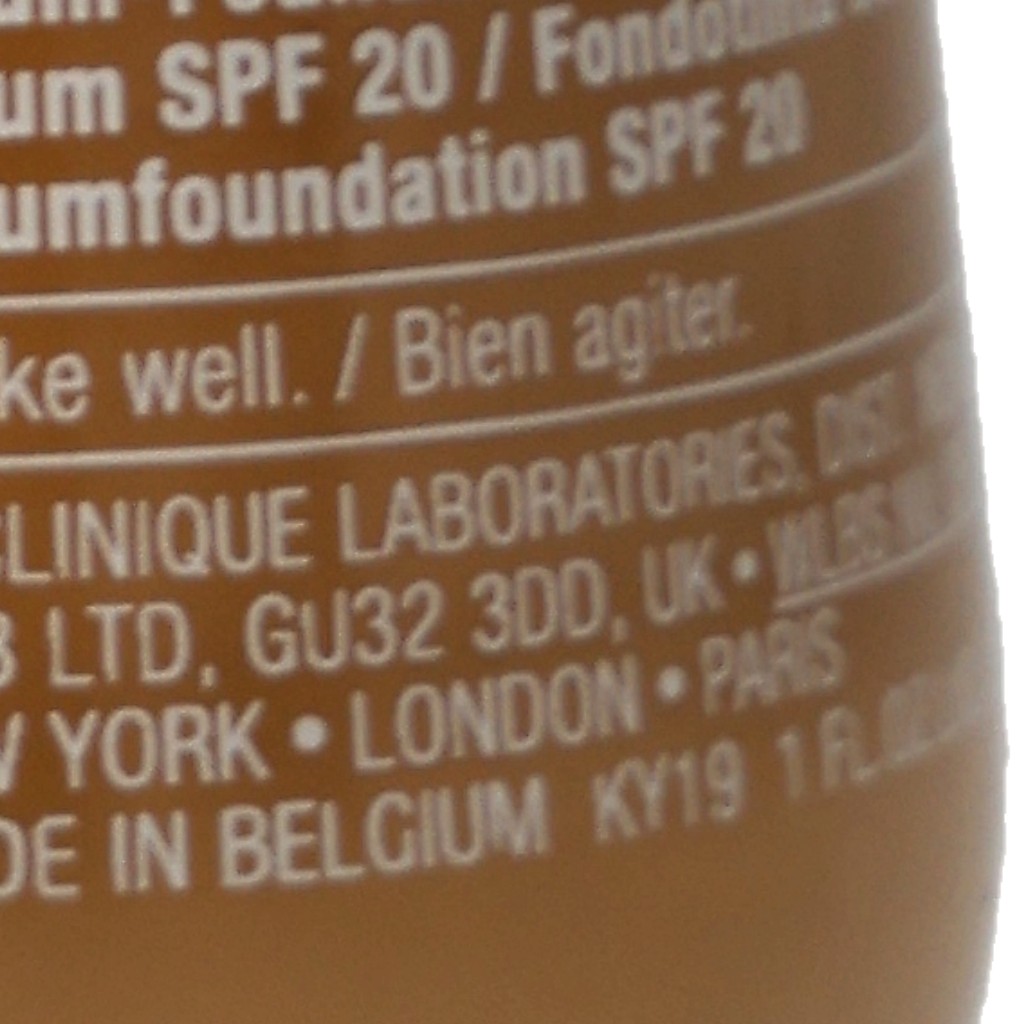 um SPF 20 /
umfoundation SPF 20
ke well. / Bien agiter.
CLINIQUE LABORATORIES, DIST.
LTD, GU32 3DD, UK •
YORK • LONDON • PARIS
DE IN BELGIUM KY19 1 FL.